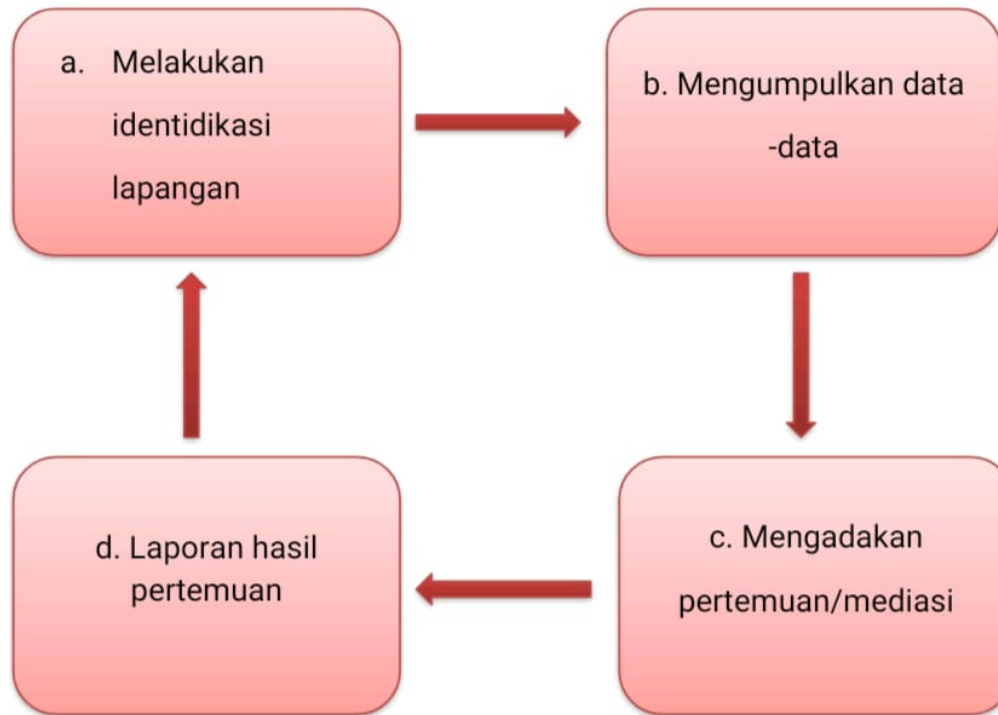 a. Melakukan
identidikasi
lapangan
b. Mengumpulkan data
-data
c. Mengadakan
pertemuan/mediasi
d. Laporan hasil
pertemuan